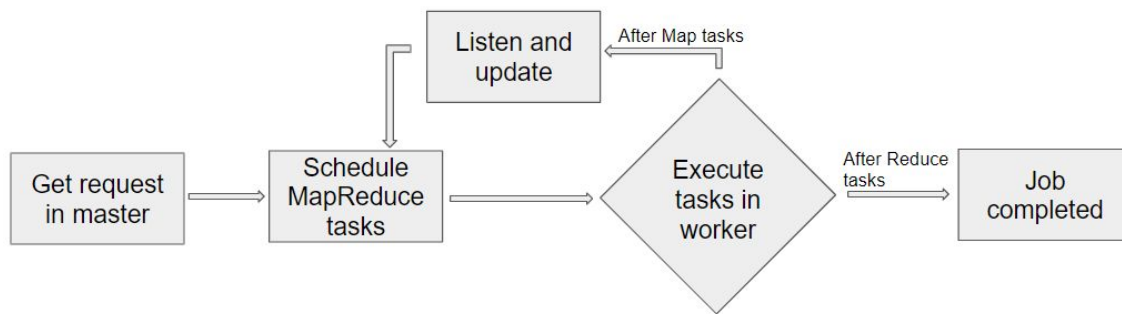 Get request
in master
Schedule
MapReduce
tasks
Listen and
update
After Map tasks
Execute
tasks in
worker
After Reduce
tasks
Job
completed